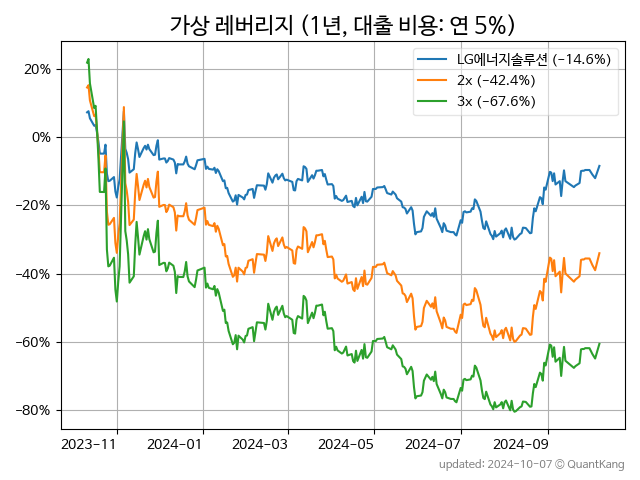 가상 레버리지 (1년, 대출 비용: 연 5%)
LG에너지솔루션 (−14.6%)
2x (−42.4%)
3x (−67.6%)
20%
0%
−20%
−40%
−60%
−80%
2023-11 2024-01 2024-03 2024-05 2024-07 2024-09
updated: 2024-10-07 © QuantKang